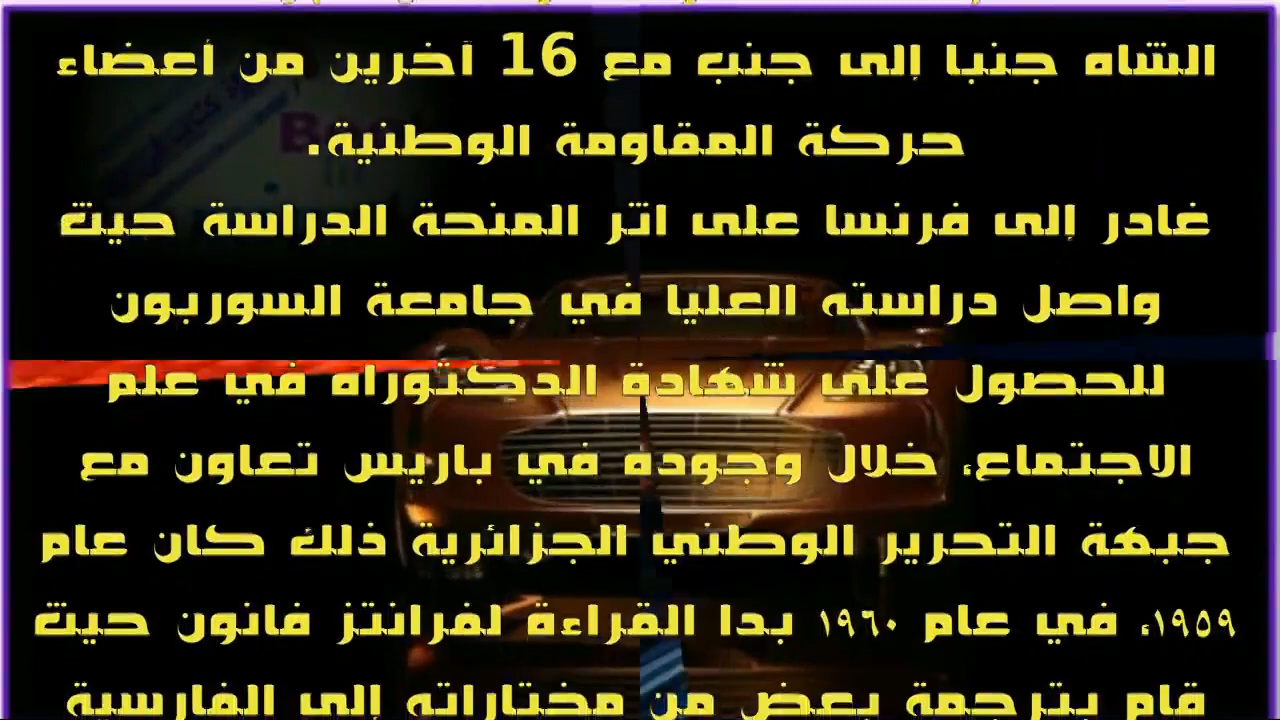 الشاه جنبا إلى جنب مع 16 آخرين من أعضاء
حركة المقاومة الوطنية.
غادر إلى فرنسا على اثر المنحة الدراسة حيث
واصل دراسته العليا في جامعة السوربون
للحصول على شهادة الدكتوراه في علم
الاجتماع، خلال وجوده في باريس تعاون مع
جبهة التحرير الوطني الجزائرية ذلك كان عام
١٩٥٩، في عام ١٩٦٠ بدا القراءة لفرانتز فانون حيث
قام بترجمة بعض من مختاراته إلى الفارسية